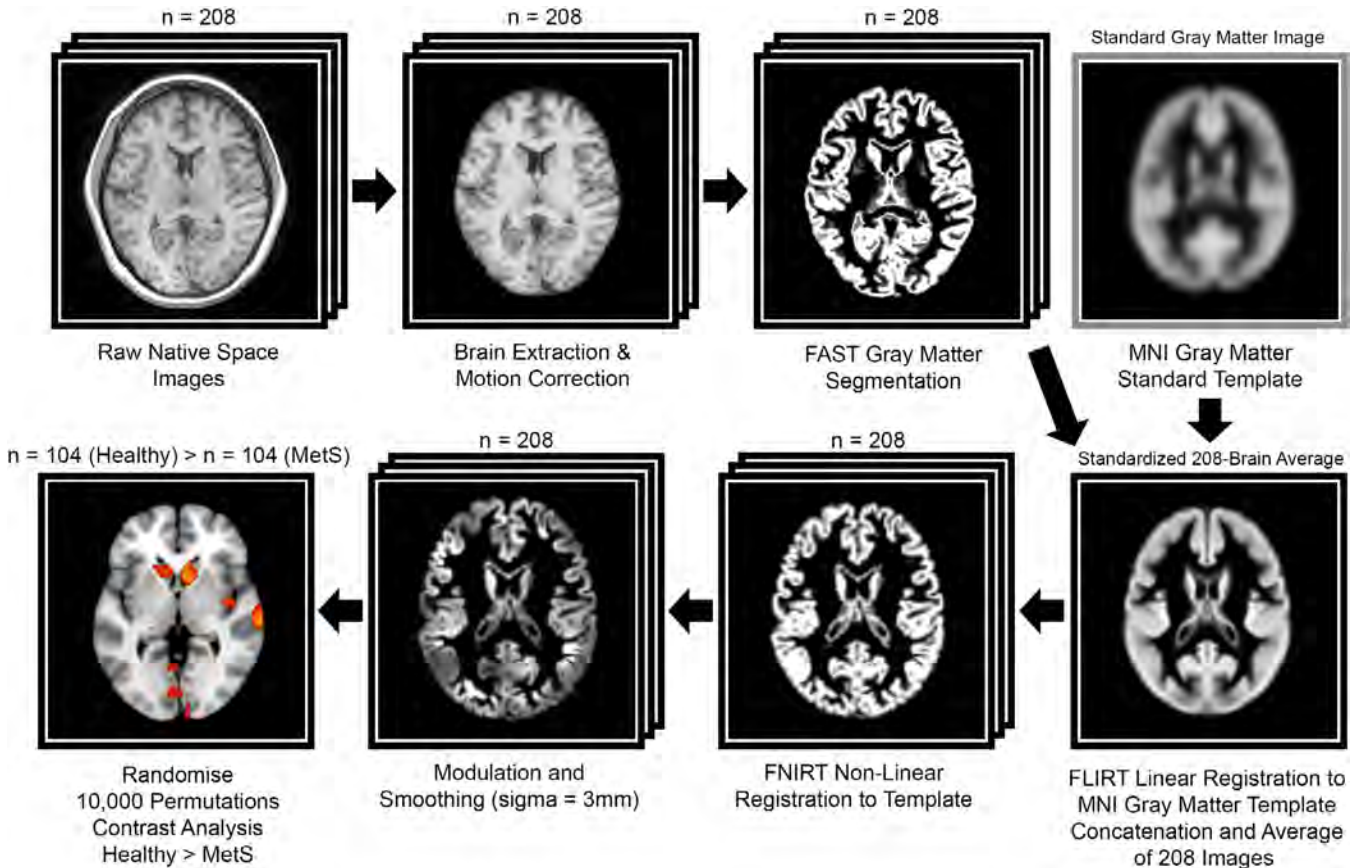 n = 208
n = 208
n = 208
Standard Gray Matter Image
Raw Native Space
Images
Brain Extraction &
Motion Correction
FAST Gray Matter
Segmentation
MNI Gray Matter
Standard Template
n = 104 (Healthy) > n = 104 (MetS)
n = 208
n = 208
Standardized 208-Brain Average
Randomise
10,000 Permutations
Contrast Analysis
Healthy > MetS
Modulation and
Smoothing (sigma = 3mm)
FNIRT Non-Linear
Registration to Template
FLIRT Linear Registration to
MNI Gray Matter Template
Concatenation and Average
of 208 Images